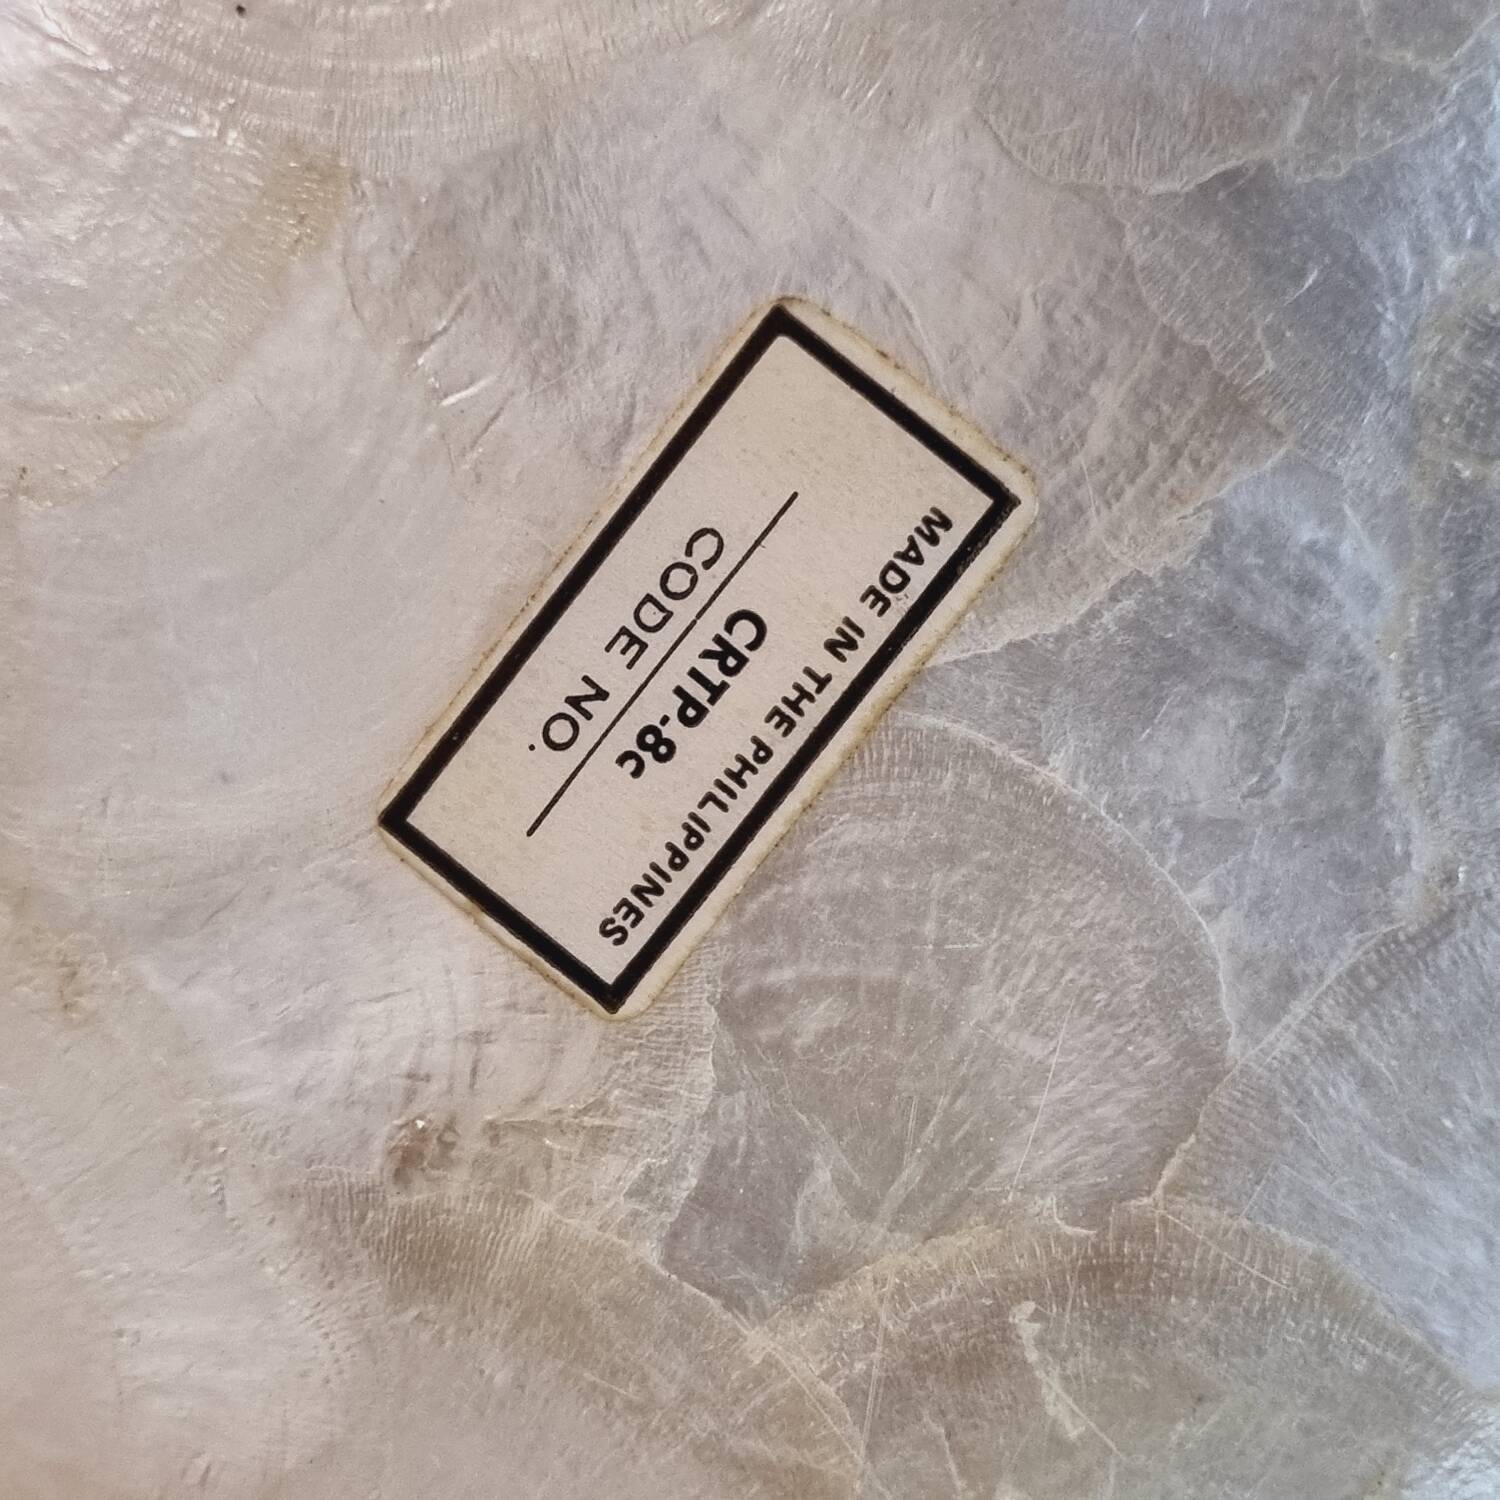 MADE IN THE PHILIPPINES
CRTP-8c
CODE NO.